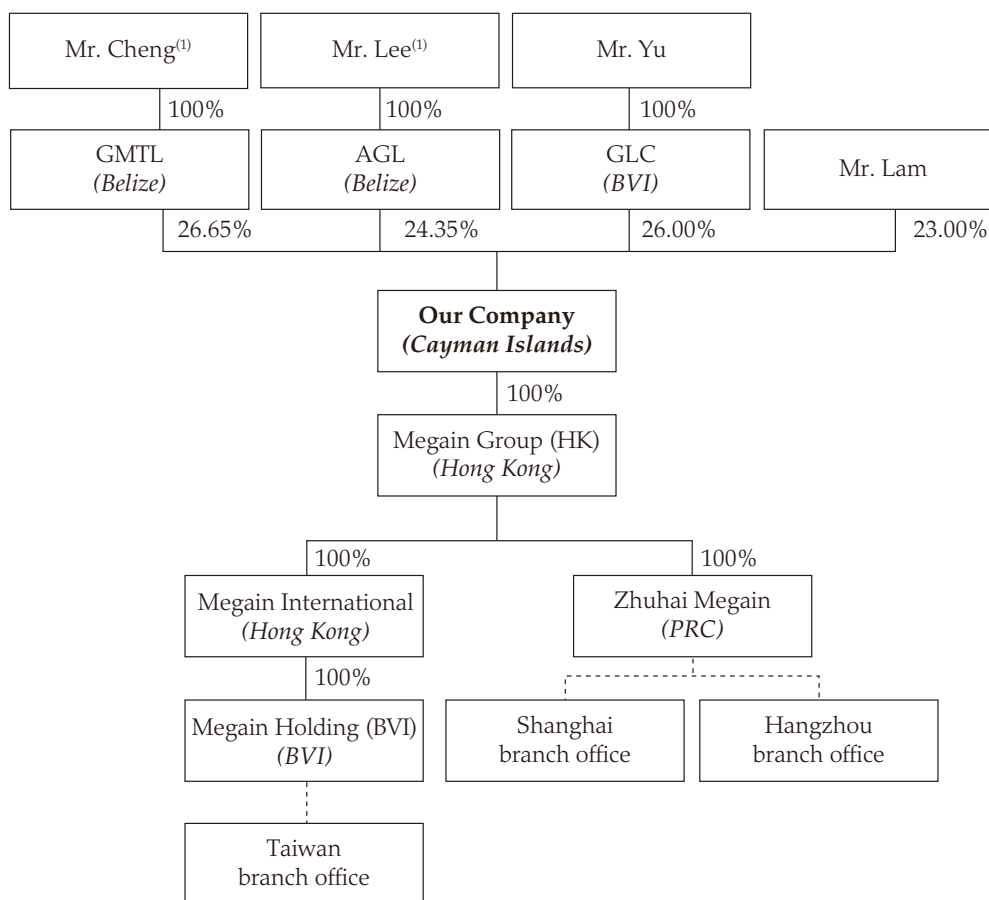 Mr. Cheng(1)
Mr. Lee(1)
Mr. Yu
100%
100%
100%
GMTL
(Belize)
AGL
(Belize)
GLC
(BVI)
Mr. Lam
26.65%
24.35%
26.00%
23.00%
Our Company
(Cayman Islands)
100%
Megain Group (HK)
(Hong Kong)
100%
100%
Megain International
(Hong Kong)
Zhuhai Megain
(PRC)
100%
Megain Holding (BVI)
(BVI)
Shanghai
branch office
Hangzhou
branch office
Taiwan
branch office